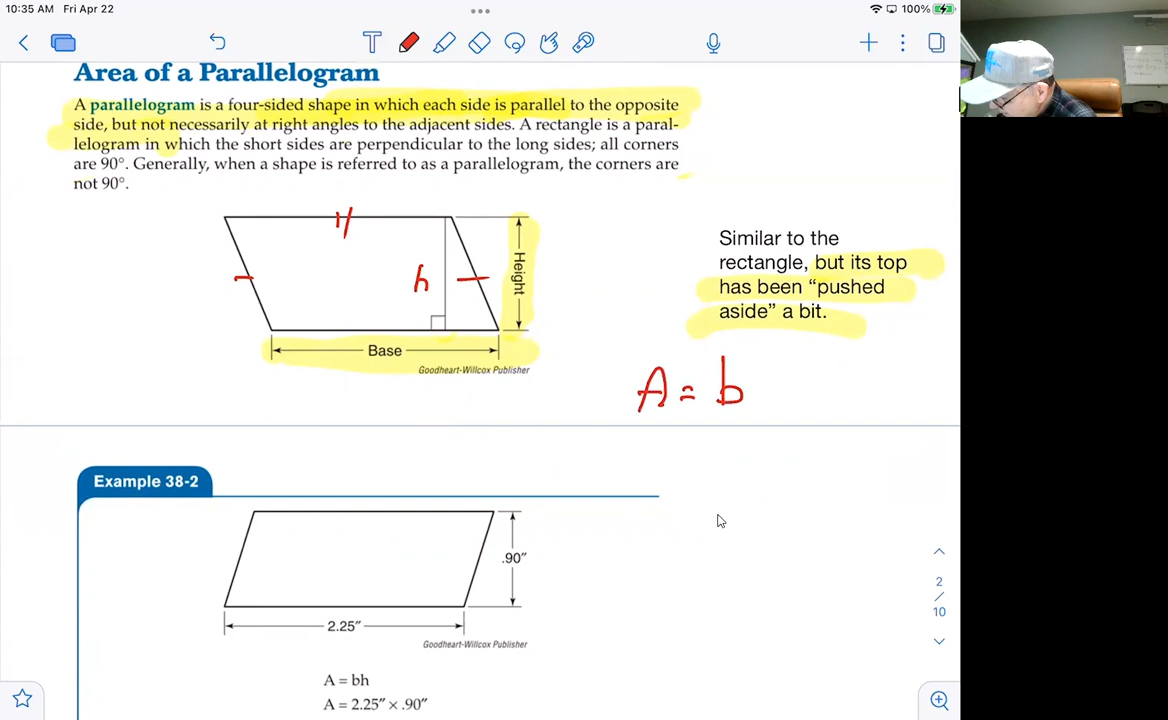 10:35 AM Fri Apr 22
100%
Area of a Parallelogram
A parallelogram is a four-sided shape in which each side is parallel to the opposite
side, but not necessarily at right angles to the adjacent sides. A rectangle is a paral-
lelogram in which the short sides are perpendicular to the long sides; all corners
are 90°. Generally, when a shape is referred to as a parallelogram, the corners are
not 90°.
h
Height
Base
Goodheart-Willcox Publisher
Similar to the
rectangle, but its top
has been “pushed
aside” a bit.
A = b
Example 38-2
.90″
2.25″
Goodheart-Willcox Publisher
A = bh
A = 2.25″ × .90″
2
/
10